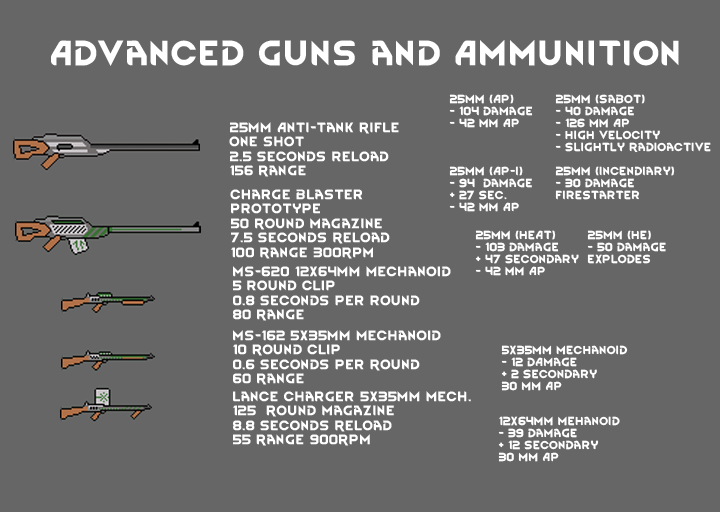 ADVANCED GUNS AND AMMUNITION
25MM ANTI-TANK RIFLE
ONE SHOT
2.5 SECONDS RELOAD
156 RANGE
CHARGE BLASTER
PROTOTYPE
50 ROUND MAGAZINE
7.5 SECONDS RELOAD
100 RANGE 300RPM
MS-620 12X64MM MECHANOID
5 ROUND CLIP
0.8 SECONDS PER ROUND
80 RANGE
MS-162 5X35MM MECHANOID
10 ROUND CLIP
0.6 SECONDS PER ROUND
60 RANGE
LANCE CHARGER 5X35MM MECH.
125 ROUND MAGAZINE
8.8 SECONDS RELOAD
55 RANGE 900RPM
25MM (AP)
- 104 DAMAGE
- 42 MM AP
25MM (SABOT)
- 40 DAMAGE
- 126 MM AP
- HIGH VELOCITY
- SLIGHTLY RADIOACTIVE
25MM (AP-I)
- 94 DAMAGE
+ 27 SEC.
- 42 MM AP
25MM (INCENDIARY)
- 30 DAMAGE
FIRESTARTER
25MM (HEAT)
- 103 DAMAGE
+ 47 SECONDARY
- 42 MM AP
25MM (HE)
- 50 DAMAGE
EXPLODES
5X35MM MECHANOID
- 12 DAMAGE
+ 2 SECONDARY
30 MM AP
12X64MM MEHANOID
- 39 DAMAGE
+ 12 SECONDARY
30 MM AP